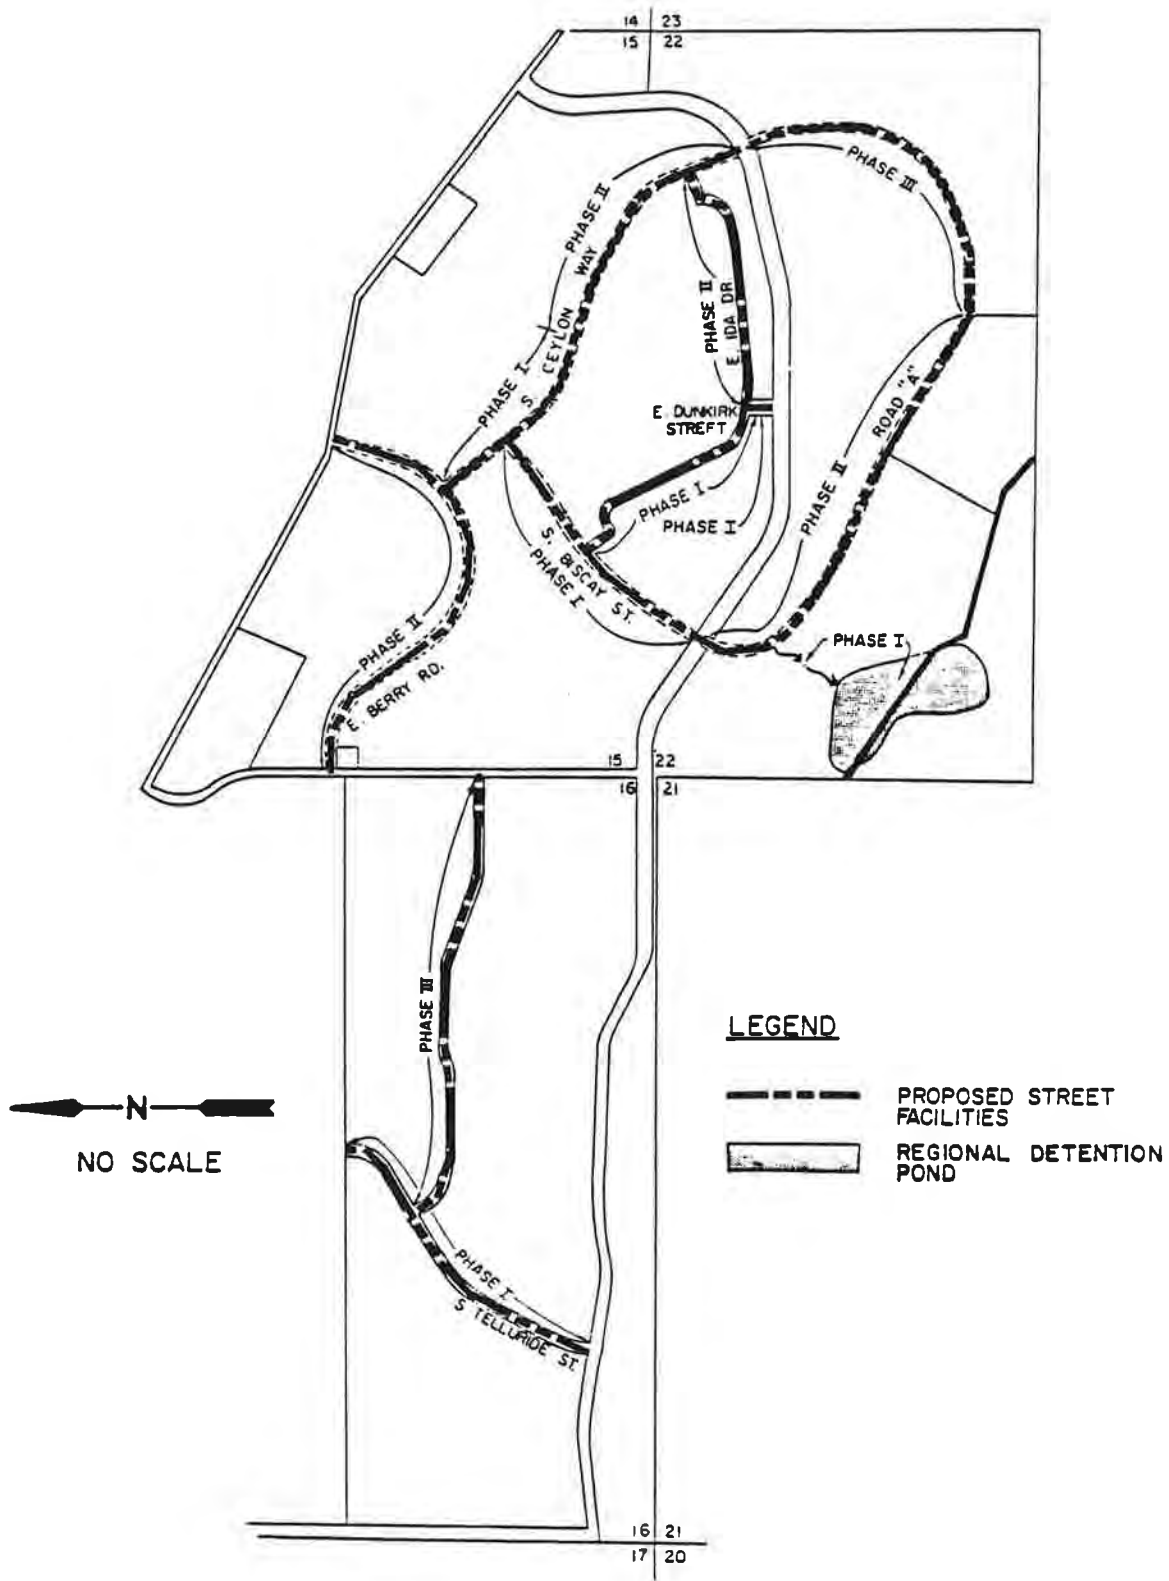 14 23
15 22
PHASE III
PHASE II
S. CEYLON WAY
PHASE I
PHASE II
E. IDA DR
E. DUNKIRK
STREET
ROAD "A"
PHASE II
PHASE I
PHASE I
S. BISCAY ST.
PHASE I
PHASE II
E. BERRY RD.
PHASE I
15 22
16 21
PHASE III
LEGEND
PROPOSED STREET
FACILITIES
REGIONAL DETENTION
POND
N
NO SCALE
PHASE I
S TELLURIDE ST.
16 21
17 20